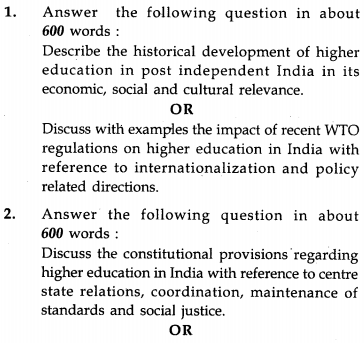 1. Answer the following question in about
600 words :
Describe the historical development of higher
education in post independent India in its
economic, social and cultural relevance.
OR
Discuss with examples the impact of recent WTO
regulations on higher education in India with
reference to internationalization and policy
related directions.
2. Answer the following question in about
600 words :
Discuss the constitutional provisions regarding
higher education in India with reference to centre
state relations, coordination, maintenance of
standards and social justice.
OR